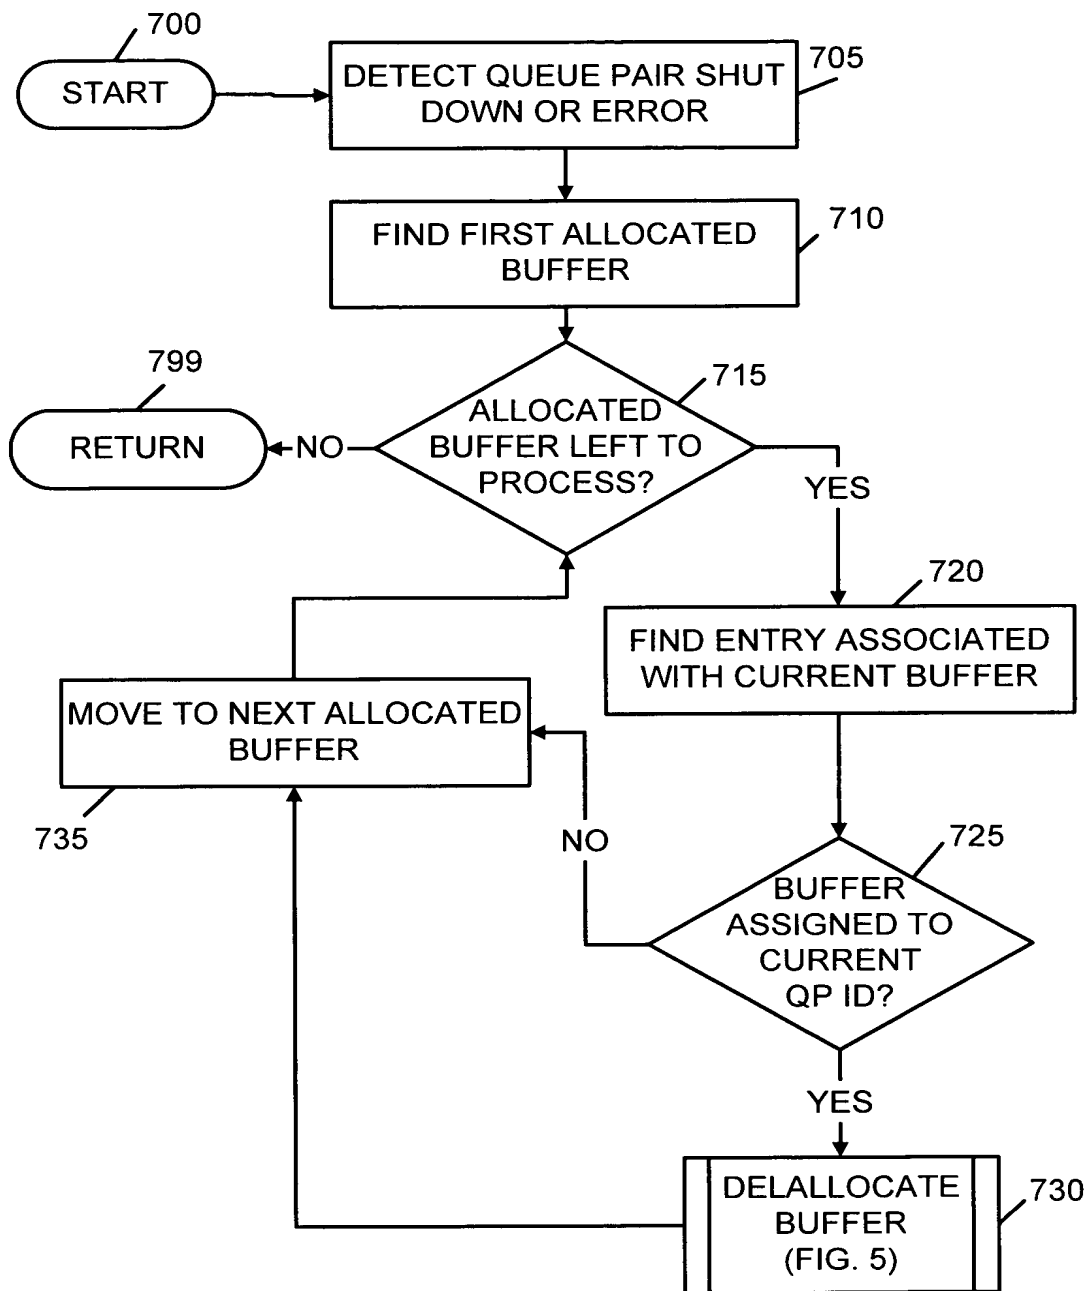 700
START
DETECT QUEUE PAIR SHUT
DOWN OR ERROR
705
FIND FIRST ALLOCATED
BUFFER
710
799
RETURN
NO
ALLOCATED
BUFFER LEFT TO
PROCESS?
715
YES
720
FIND ENTRY ASSOCIATED
WITH CURRENT BUFFER
MOVE TO NEXT ALLOCATED
BUFFER
735
NO
725
BUFFER
ASSIGNED TO
CURRENT
QP ID?
YES
DELALLOCATE
BUFFER
(FIG. 5)
730